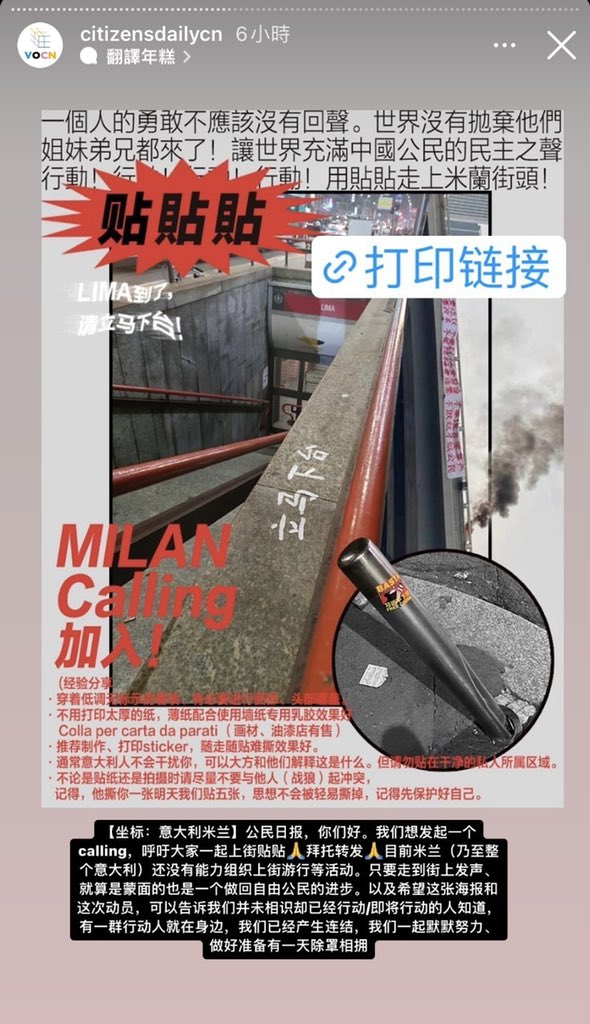 citizensdailycn 6小時
VOCN
翻譯年糕 >
一個人的勇敢不應該沒有回聲。世界沒有拋棄他們
姐妹弟兄都來了！讓世界充滿中國公民的民主之聲
行動！行動！用貼貼走上米蘭街頭！
贴貼貼
打印链接
LIMA到了，
请立马下台！
LIMA
立马下台
MILAN
Calling
加入！
BASTA
（经验分享
· 穿着低调
· 不用打印太厚的纸，薄纸配合使用墙纸专用乳胶效果好
Colla per carta da parati（画材、油漆店有售）
· 推荐制作、打印sticker，随走随贴难撕效果好。
· 通常意大利人不会干扰你，可以大方和他们解释这是什么。但请勿贴在干净的私人所属区域。
· 不论是贴纸还是拍摄时请尽量不要与他人（战狼）起冲突，
记得，他撕你一张明天我们贴五张，思想不会被轻易撕掉，记得先保护好自己。
【坐标：意大利米兰】公民日报，你们好。我们想发起一个
calling，呼吁大家一起上街贴贴🙏拜托转发🙏目前米兰（乃至整
个意大利）还没有能力组织上街游行等活动。只要走到街上发声、
就算是蒙面的也是一个做回自由公民的进步。以及希望这张海报和
这次动员，可以告诉我们并未相识却已经行动/即将行动的人知道，
有一群行动人就在身边，我们已经产生连结，我们一起默默努力、
做好准备有一天除罩相拥